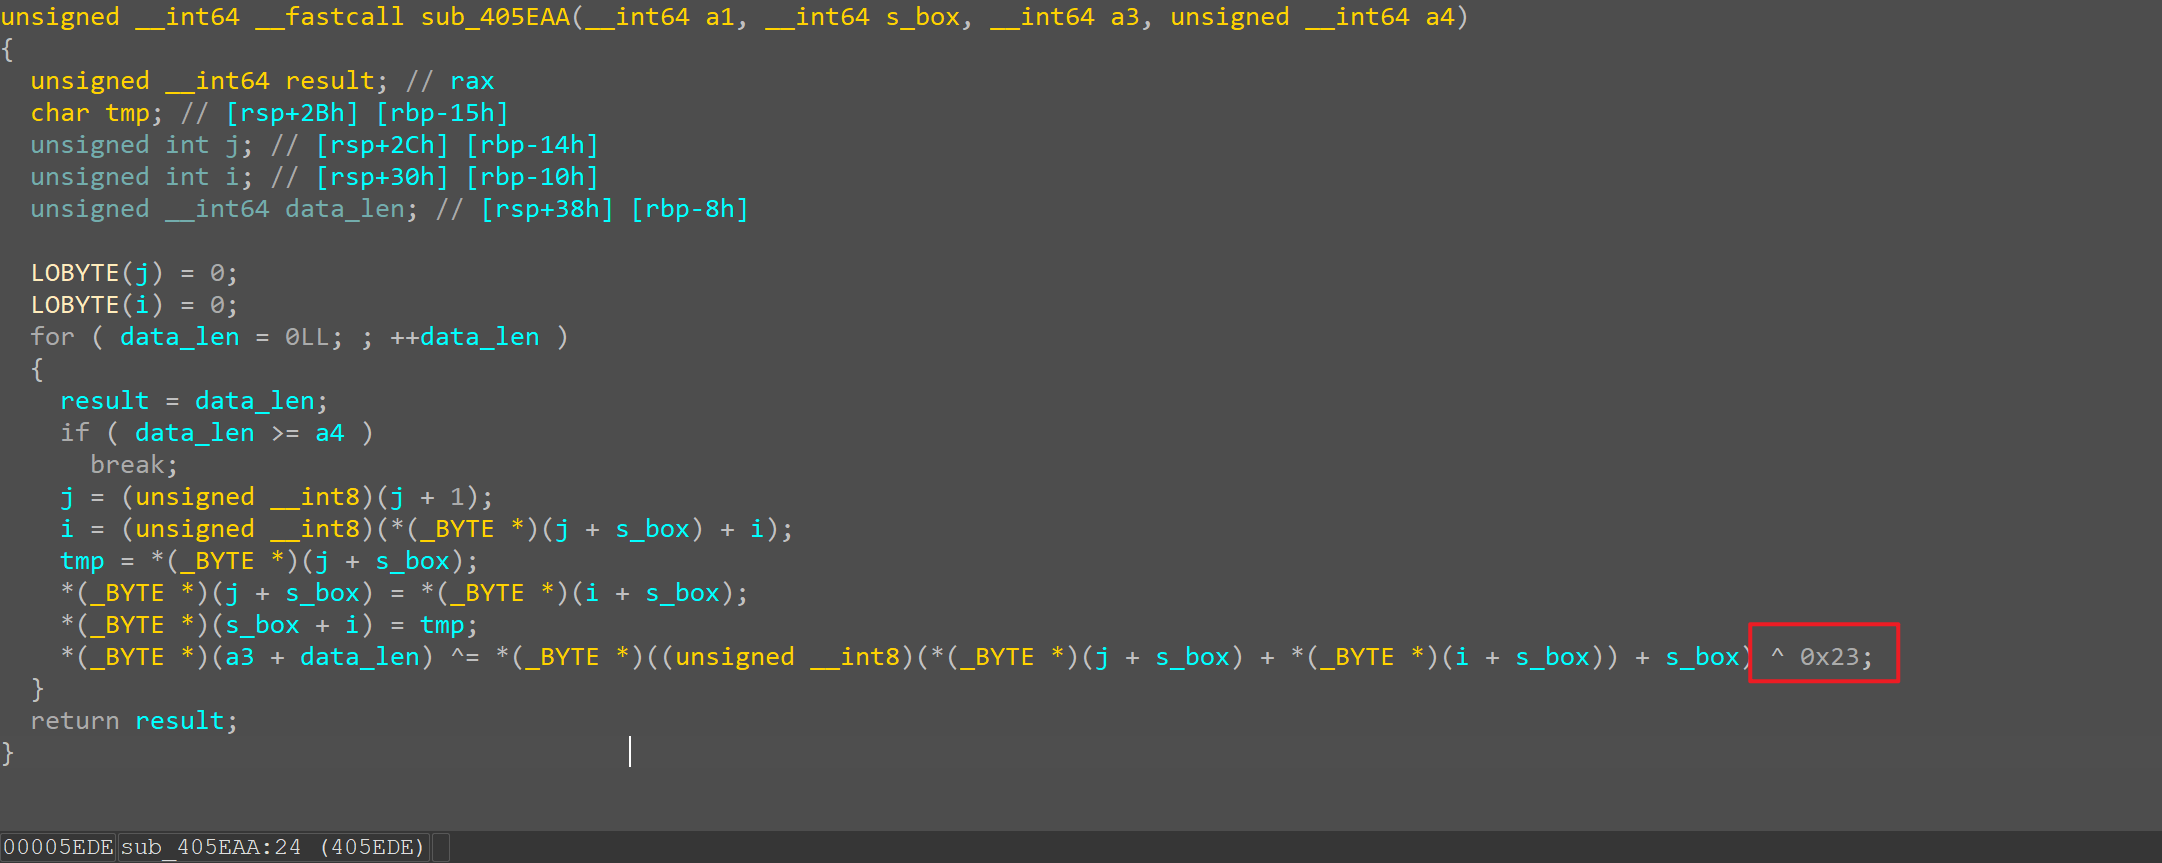 unsigned __int64 __fastcall sub_405EAA(__int64 a1, __int64 s_box, __int64 a3, unsigned __int64 a4)
{
  unsigned __int64 result; // rax
  char tmp; // [rsp+2Bh] [rbp-15h]
  unsigned int j; // [rsp+2Ch] [rbp-14h]
  unsigned int i; // [rsp+30h] [rbp-10h]
  unsigned __int64 data_len; // [rsp+38h] [rbp-8h]

  LOBYTE(j) = 0;
  LOBYTE(i) = 0;
  for ( data_len = 0LL; ; ++data_len )
  {
    result = data_len;
    if ( data_len >= a4 )
      break;
    j = (unsigned __int8)(j + 1);
    i = (unsigned __int8)(*(_BYTE *)(j + s_box) + i);
    tmp = *(_BYTE *)(j + s_box);
    *(_BYTE *)(j + s_box) = *(_BYTE *)(i + s_box);
    *(_BYTE *)(s_box + i) = tmp;
    *(_BYTE *)(a3 + data_len) ^= *(_BYTE *)((unsigned __int8)(*(_BYTE *)(j + s_box) + *(_BYTE *)(i + s_box)) + s_box) ^ 0x23;
  }
  return result;
}
00005EDE sub_405EAA:24 (405EDE)